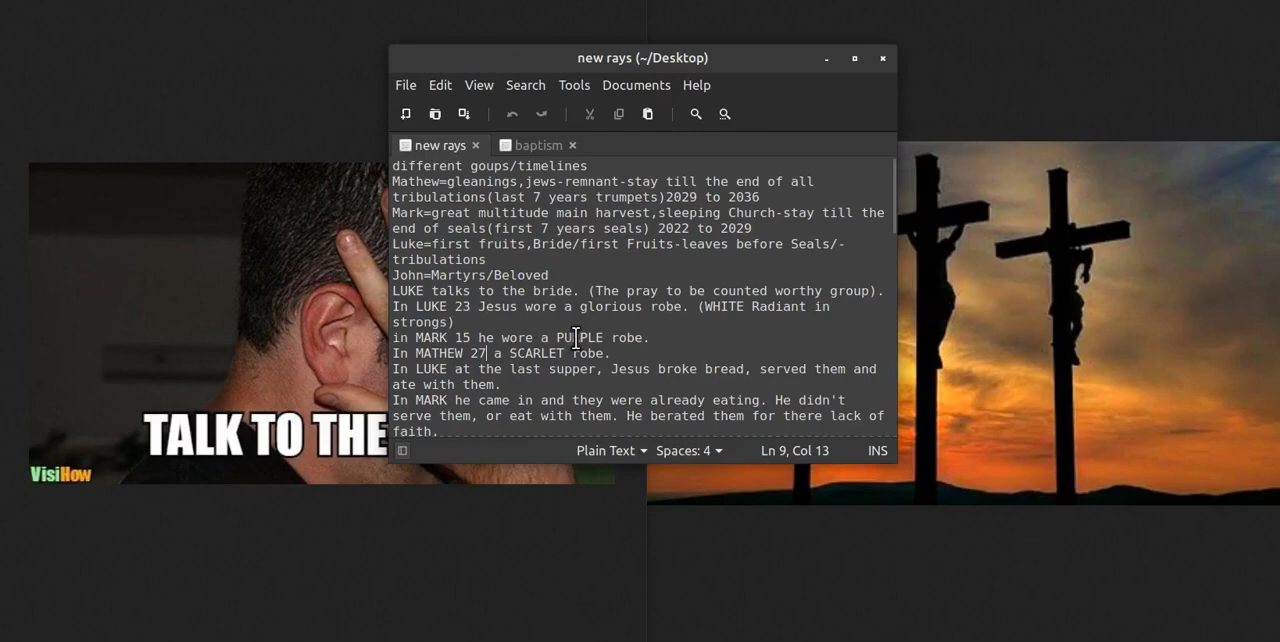 new rays (~/Desktop)
File Edit View Search Tools Documents Help
new rays baptism
different goups/timelines
Mathew=gleanings,jews-remnant-stay till the end of all
tribulations(last 7 years trumpets)2029 to 2036
Mark=great multitude main harvest,sleeping Church-stay till the
end of seals(first 7 years seals) 2022 to 2029
Luke=first fruits,Bride/first Fruits-leaves before Seals/-
tribulations
John=Martyrs/Beloved
LUKE talks to the bride. (The pray to be counted worthy group).
In LUKE 23 Jesus wore a glorious robe. (WHITE Radiant in
strongs)
in MARK 15 he wore a PURPLE robe.
In MATHEW 27 a SCARLET robe.
In LUKE at the last supper, Jesus broke bread, served them and
ate with them.
In MARK he came in and they were already eating. He didn't
serve them, or eat with them. He berated them for there lack of
faith.
Plain Text Spaces: 4 Ln 9, Col 13 INS
TALK TO THE
VisiHow